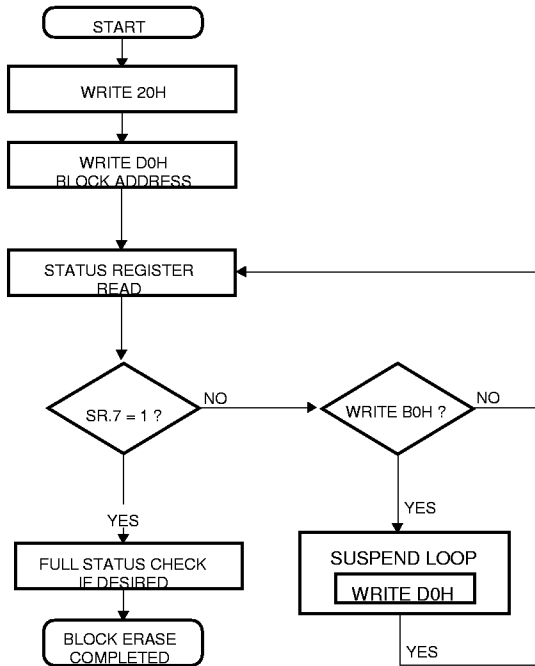 START
WRITE 20H
WRITE D0H
BLOCK ADDRESS
STATUS REGISTER
READ
SR.7 = 1 ?
NO
WRITE B0H ?
NO
YES
YES
FULL STATUS CHECK
IF DESIRED
SUSPEND LOOP
WRITE D0H
BLOCK ERASE
COMPLETED
YES